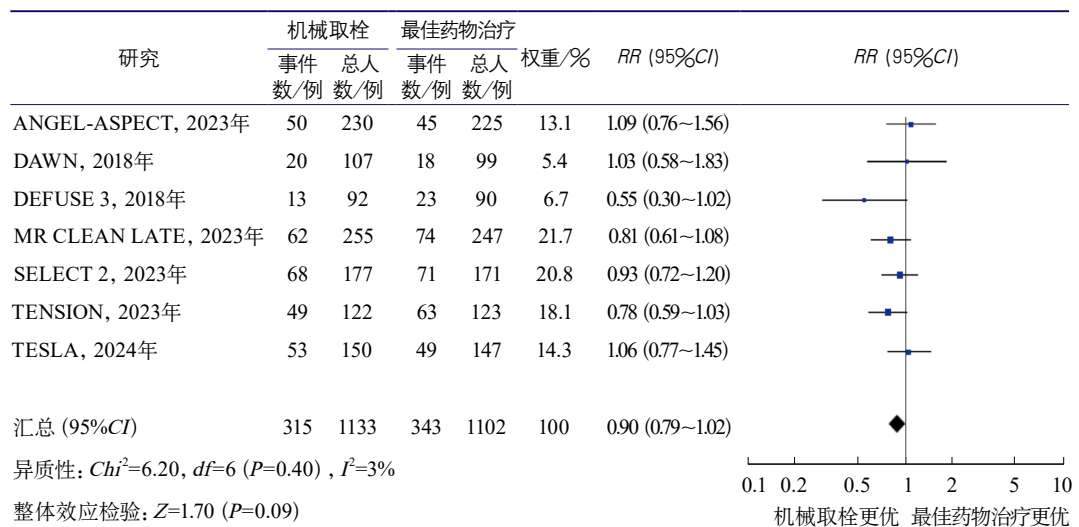 研究 机械取栓 最佳药物治疗 权重/% RR (95%CI) RR (95%CI)
事件数/例 总人数/例 事件数/例 总人数/例
ANGEL-ASPECT, 2023年 50 230 45 225 13.1 1.09 (0.76~1.56)
DAWN, 2018年 20 107 18 99 5.4 1.03 (0.58~1.83)
DEFUSE 3, 2018年 13 92 23 90 6.7 0.55 (0.30~1.02)
MR CLEAN LATE, 2023年 62 255 74 247 21.7 0.81 (0.61~1.08)
SELECT 2, 2023年 68 177 71 171 20.8 0.93 (0.72~1.20)
TENSION, 2023年 49 122 63 123 18.1 0.78 (0.59~1.03)
TESLA, 2024年 53 150 49 147 14.3 1.06 (0.77~1.45)
汇总 (95%CI) 315 1133 343 1102 100 0.90 (0.79~1.02)
异质性: Chi²=6.20, df=6 (P=0.40) , I²=3%
整体效应检验: Z=1.70 (P=0.09)
0.1 0.2 0.5 1 2 5 10
机械取栓更优 最佳药物治疗更优